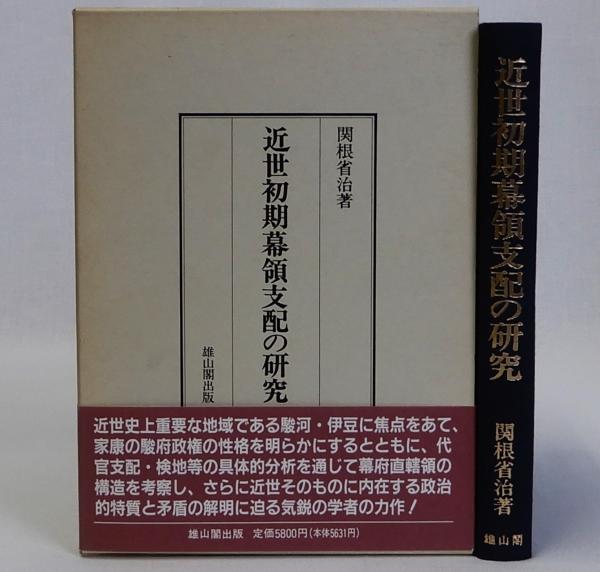 関根省治著
近世初期幕領支配の研究
雄山閣出版
近世史上重要な地域である駿河・伊豆に焦点をあて、
家康の駿府政権の性格を明らかにするとともに、代
官支配・検地等の具体的分析を通じて幕府直轄領の
構造を考察し、さらに近世そのものに内在する政治
的特質と矛盾の解明に迫る気鋭の学者の力作！
雄山閣出版 定価5800円(本体5631円)
近世初期幕領支配の研究
関根省治著
雄山閣